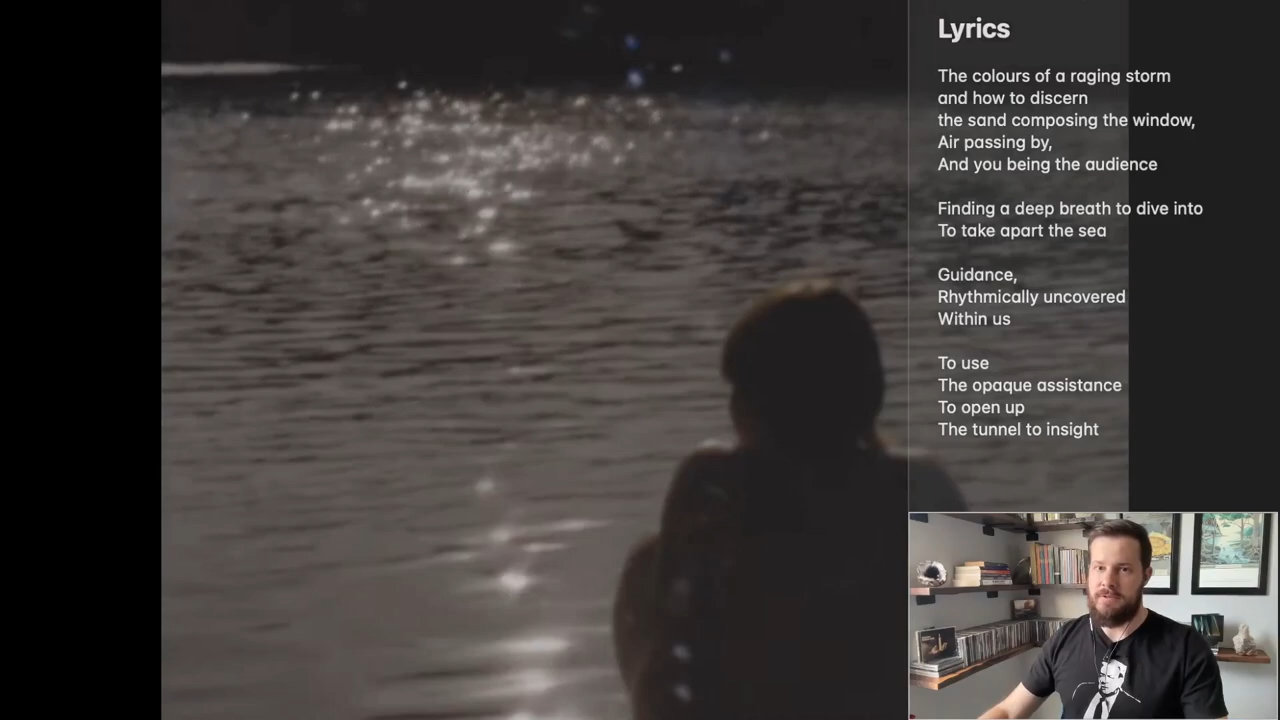 Lyrics
The colours of a raging storm
and how to discern
the sand composing the window,
Air passing by,
And you being the audience
Finding a deep breath to dive into
To take apart the sea
Guidance,
Rhythmically uncovered
Within us
To use
The opaque assistance
To open up
The tunnel to insight